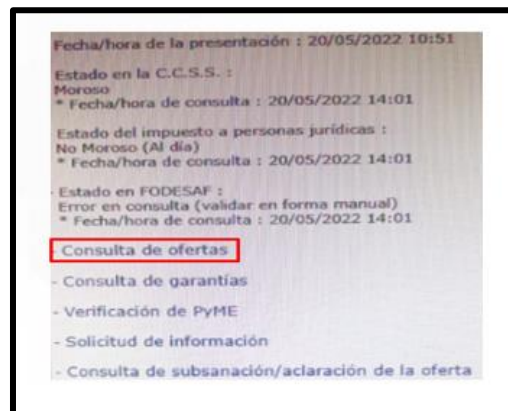 Fecha/hora de la presentación : 20/05/2022 10:51
Estado en la C.C.S.S. :
Moroso
* Fecha/hora de consulta : 20/05/2022 14:01
Estado del impuesto a personas jurídicas :
No Moroso (Al día)
* Fecha/hora de consulta : 20/05/2022 14:01
- Estado en FODESAF :
Error en consulta (validar en forma manual)
* Fecha/hora de consulta : 20/05/2022 14:01
- Consulta de ofertas
- Consulta de garantías
- Verificación de PyME
- Solicitud de información
- Consulta de subsanación/aclaración de la oferta